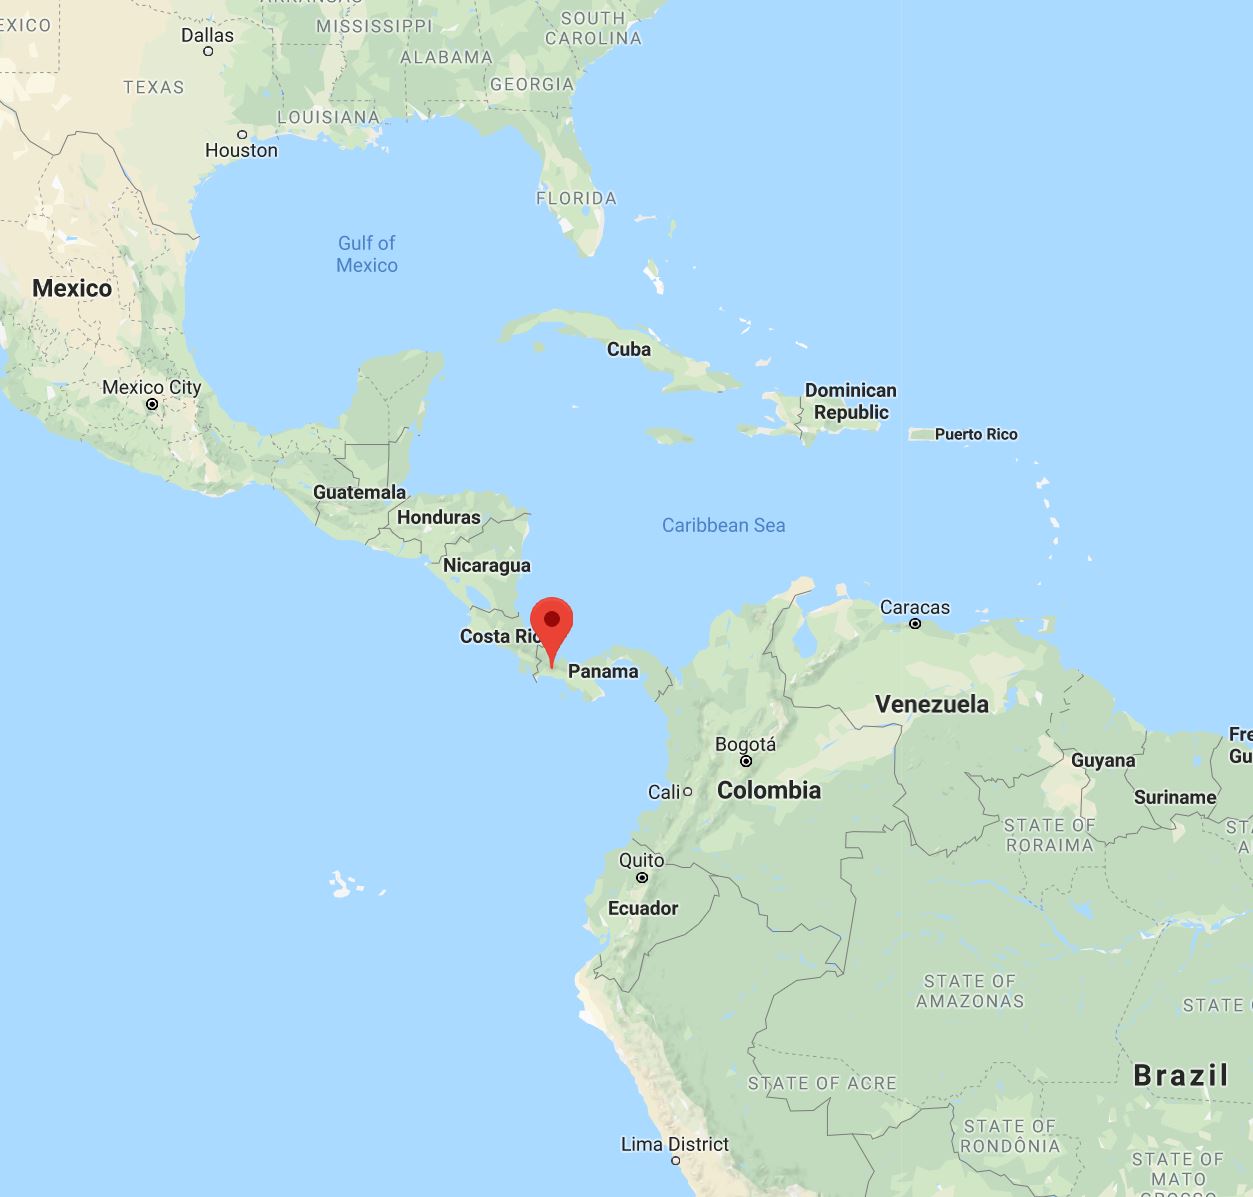 EXICO
ARKANSAS
MISSISSIPPI
SOUTH
CAROLINA
Dallas
ALABAMA
TEXAS
GEORGIA
LOUISIANA
Houston
FLORIDA
Gulf of
Mexico
Mexico
Cuba
Mexico City
Dominican
Republic
Puerto Rico
Guatemala
Honduras
Caribbean Sea
Nicaragua
Caracas
Costa Ric
Panama
Venezuela
Bogotá
Fre
Gu
Guyana
Cali
Colombia
Suriname
STATE OF
RORAIMA
STA
A
Quito
Ecuador
STATE OF
AMAZONAS
STATE
Brazil
STATE OF ACRE
STATE OF
RONDÔNIA
Lima District
STATE OF
MATO
GROSSO